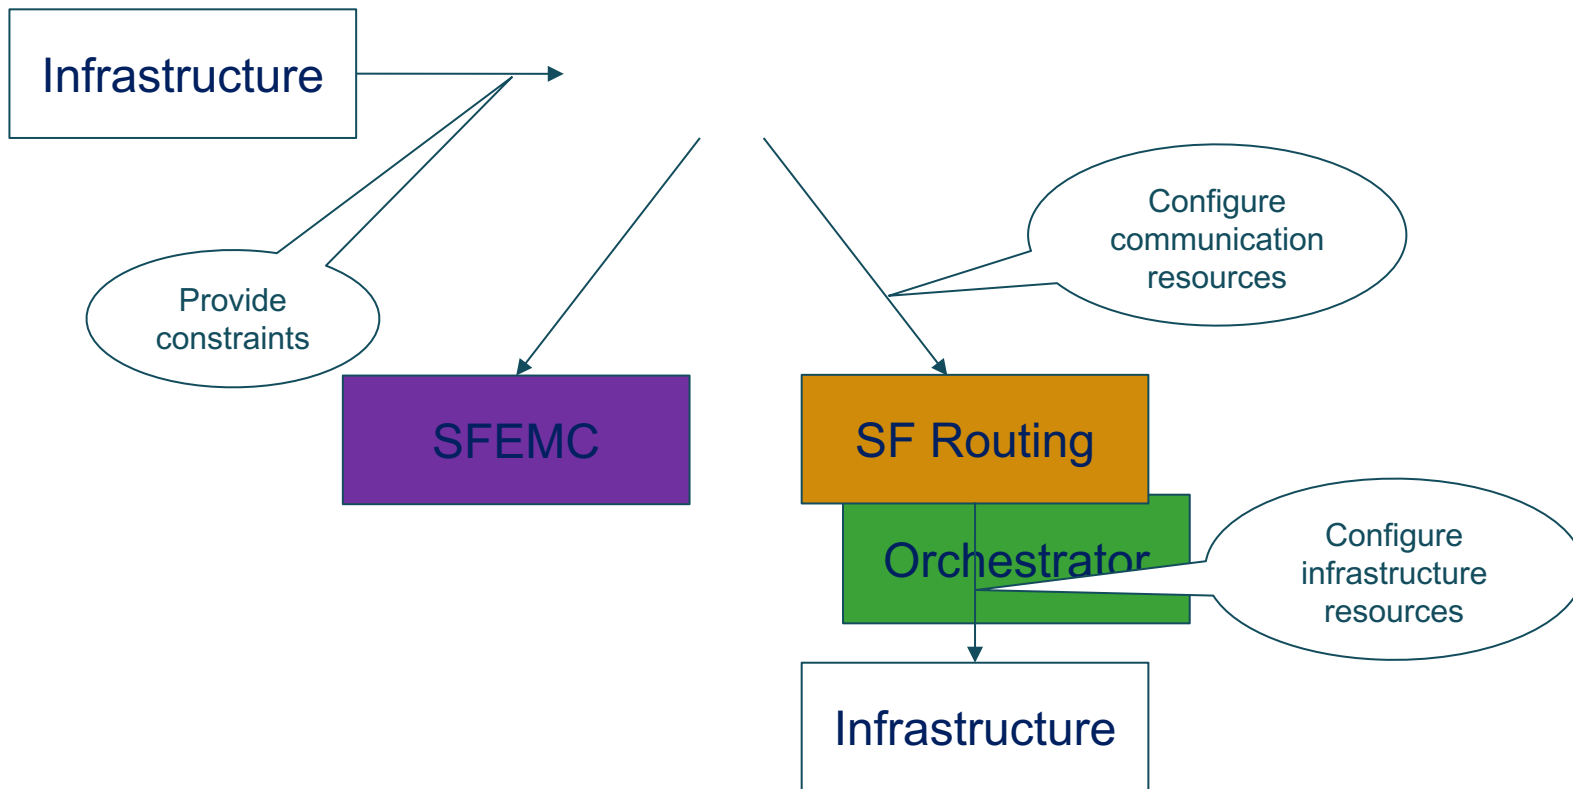 Infrastructure
Configure
communication
resources
Provide
constraints
SFEMC
SF Routing
Orchestrator
Configure
infrastructure
resources
Infrastructure